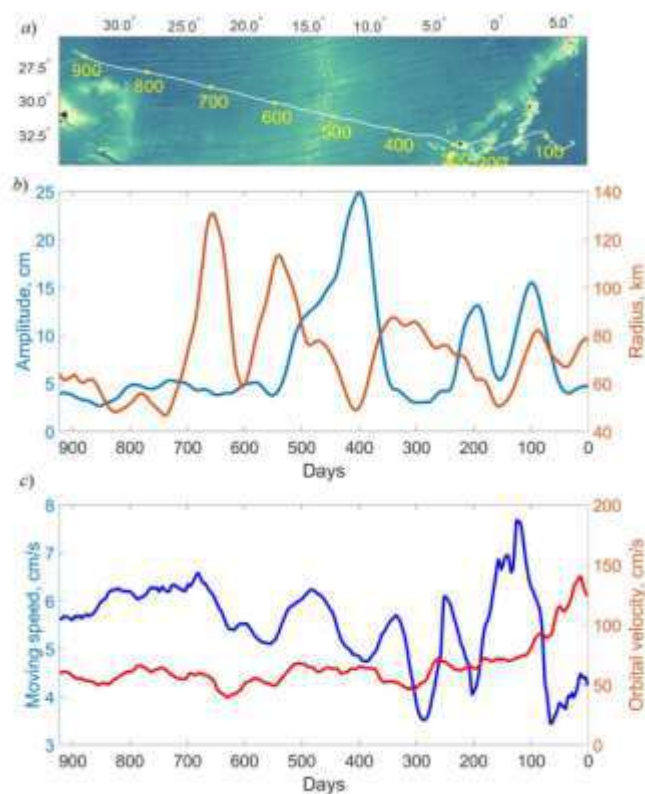 a) 30.0° 25.0° 20.0° 15.0° 10.0° 5.0° 0° 5.0°
27.5°
30.0°
32.5°
900 800 700 600 500 400 200 100
b)
25 140
20 120
15 100
10 80
5 60
0 40
Amplitude, cm
Radius, km
900 800 700 600 500 400 300 200 100 0
Days
c)
8 200
7 150
6
5 100
4 50
3 0
Moving speed, cm/s
Orbital velocity, cm/s
900 800 700 600 500 400 300 200 100 0
Days